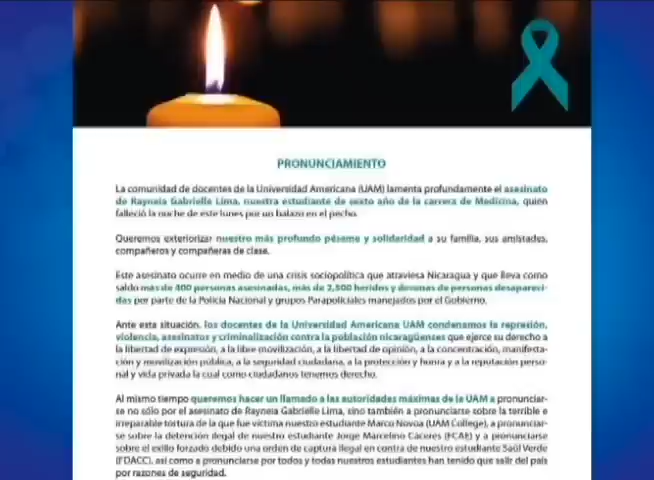 PRONUNCIAMIENTO
La comunidad de docentes de la Universidad Americana (UAM) lamenta profundamente el asesinato
de Rayneia Gabrielle Lima, nuestra estudiante de sexto año de la carrera de Medicina, quien
falleció la noche de este lunes por un balazo en el pecho.
Queremos exteriorizar nuestro más profundo pésame y solidaridad a su familia, sus amistades,
compañeros y compañeras de clase.
Este asesinato ocurre en medio de una crisis sociopolítica que atraviesa Nicaragua y que lleva como
saldo más de 400 personas asesinadas, más de 2,500 heridos y decenas de personas desapareci-
das por parte de la Policía Nacional y grupos Parapoliciales manejados por el Gobierno.
Ante esta situación, los docentes de la Universidad Americana UAM condenamos la represión,
violencia, asesinatos y criminalización contra la población nicaragüenses que ejerce su derecho a
la libertad de expresión, a la libre movilización, a la libertad de opinión, a la concentración, manifesta-
ción y movilización pública, a la seguridad ciudadana, a la protección y honra y a la reputación perso-
nal y vida privada la cual como ciudadanos tenemos derecho.
Al mismo tiempo queremos hacer un llamado a las autoridades máximas de la UAM a pronunciar-
se no sólo por el asesinato de Rayneia Gabrielle Lima, sino también a pronunciarse sobre la terrible e
irreparable tortura de la que fue víctima nuestro estudiante Marco Novoa (UAM College), a pronunciar-
se sobre la detención ilegal de nuestro estudiante Jorge Marcelino Cáceres (FCAE) y a pronunciarse
sobre el exilio forzado debido una orden de captura ilegal en contra de nuestro estudiante Saúl Verde
(FDACC), así como a pronunciarse por todos y todas nuestros estudiantes han tenido que salir del país
por razones de seguridad.